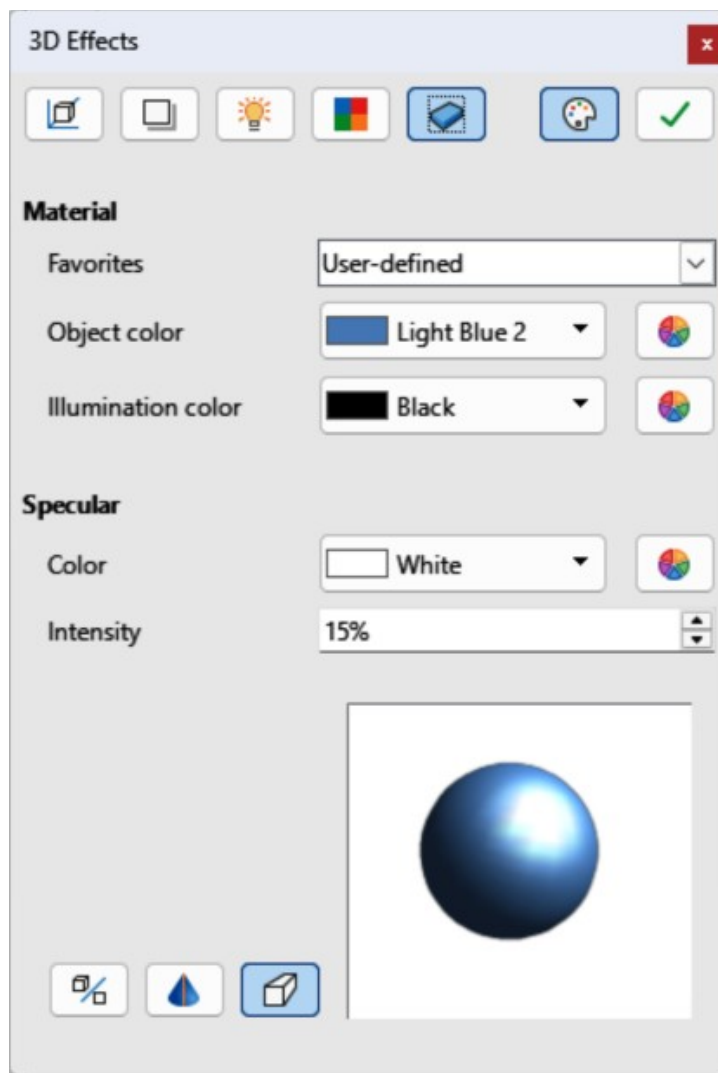 3D Effects
x
Material
Favorites User-defined
Object color Light Blue 2
Illumination color Black
Specular
Color White
Intensity 15%